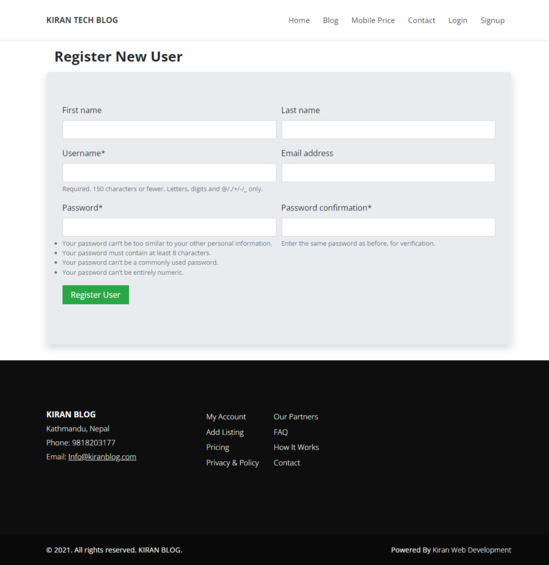 KIRAN TECH BLOG
Home Blog Mobile Price Contact Login Signup
Register New User
First name Last name
Username* Email address
Required. 150 characters or fewer. Letters, digits and @/./+/-/_ only.
Password* Password confirmation*
Your password can't be too similar to your other personal information.
Your password must contain at least 8 characters.
Your password can't be a commonly used password.
Your password can't be entirely numeric.
Enter the same password as before, for verification.
Register User
KIRAN BLOG
Kathmandu, Nepal
Phone: 9818203177
Email: Info@kiranblog.com
My Account
Add Listing
Pricing
Privacy & Policy
Our Partners
FAQ
How It Works
Contact
© 2021. All rights reserved. KIRAN BLOG.
Powered By Kiran Web Development